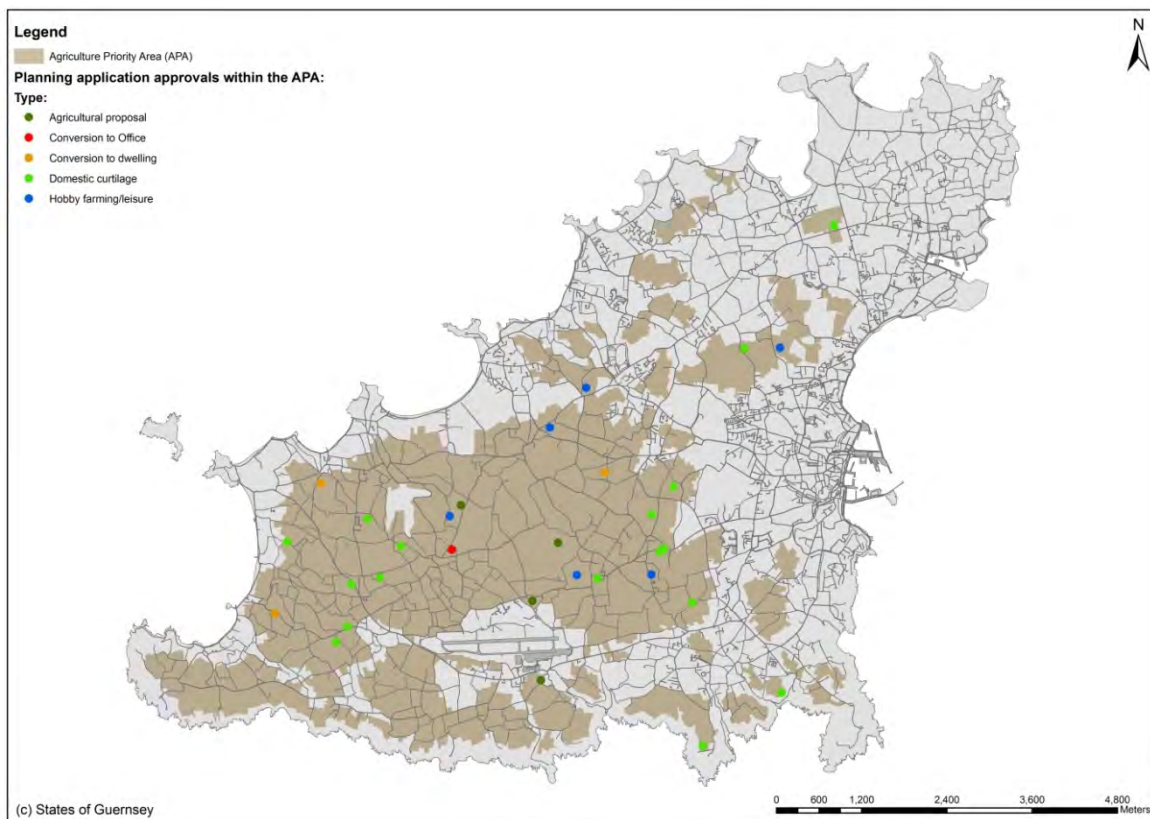 Legend
Agriculture Priority Area (APA)
Planning application approvals within the APA:
Type:
Agricultural proposal
Conversion to Office
Conversion to dwelling
Domestic curtilage
Hobby farming/leisure
N
(c) States of Guernsey
0 600 1,200 2,400 3,600 4,800
Meters